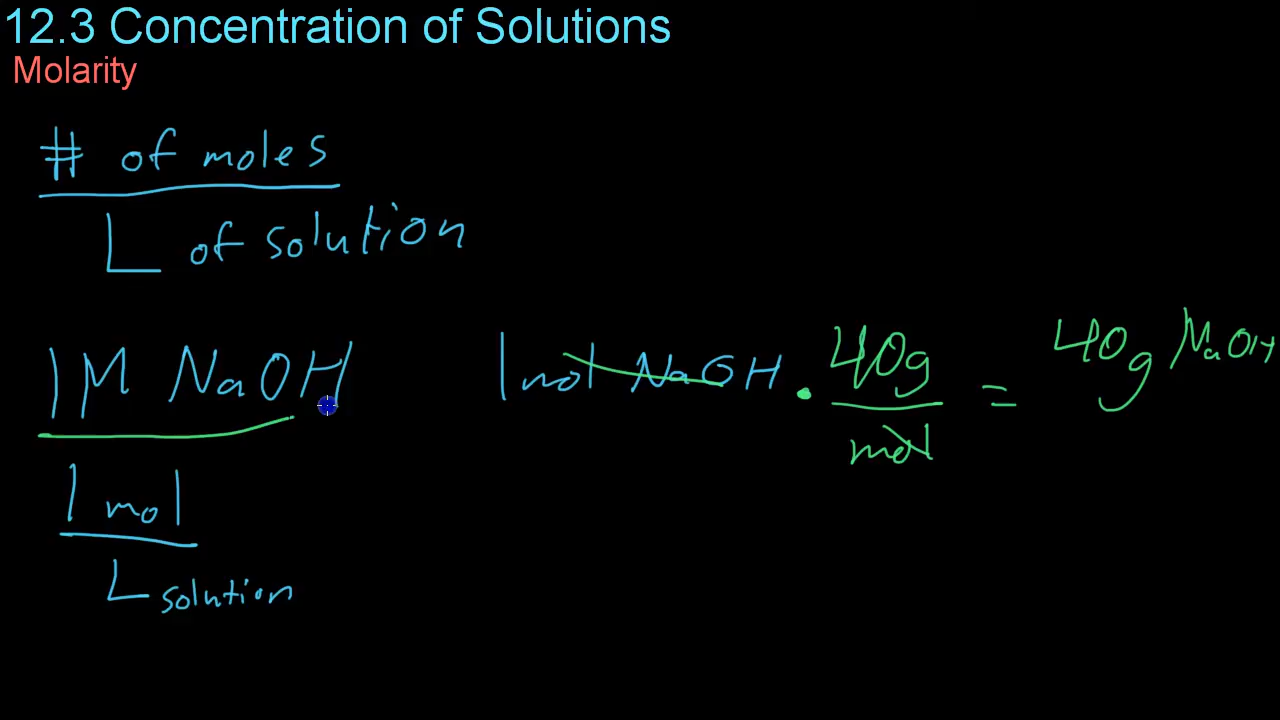 12.3 Concentration of Solutions
Molarity
# of moles
L of solution
1M NaOH
1 mol
L solution
1 mol NaOH · 40g = 40g NaOH
mol